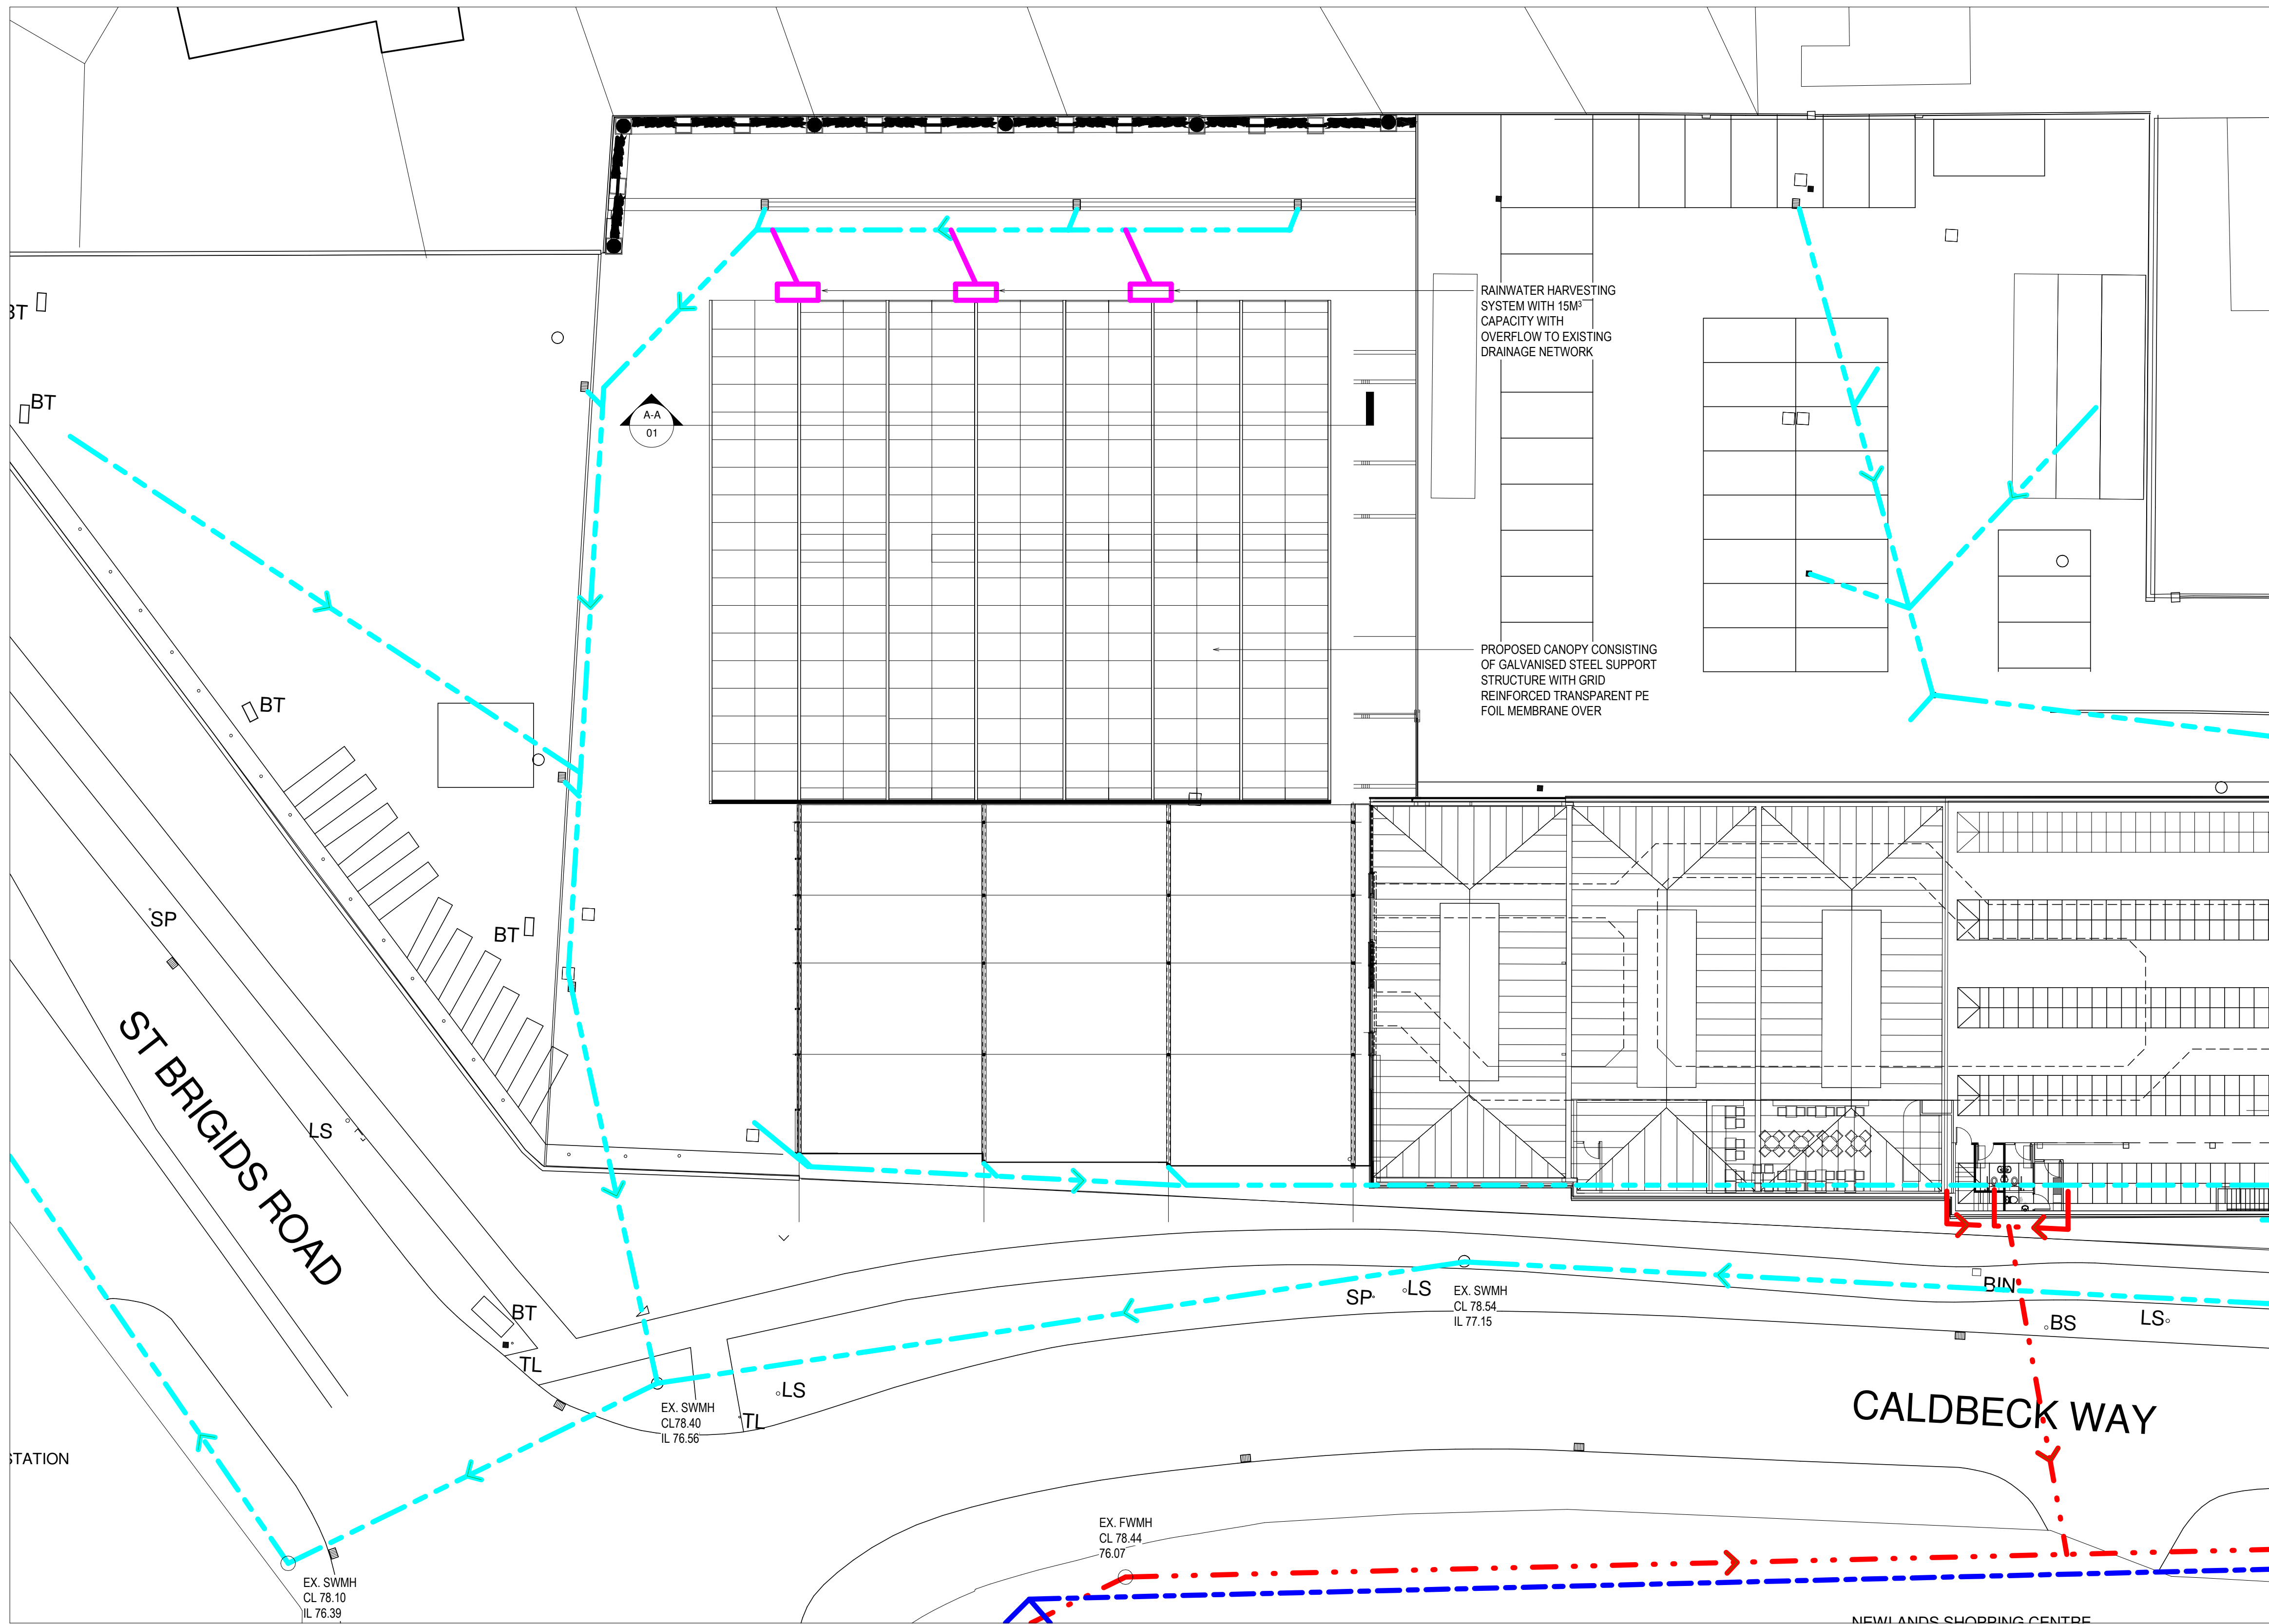 RAINWATER HARVESTING
SYSTEM WITH 15M³
CAPACITY WITH
OVERFLOW TO EXISTING
DRAINAGE NETWORK
BT
BT
A-A
01
PROPOSED CANOPY CONSISTING
OF GALVANISED STEEL SUPPORT
STRUCTURE WITH GRID
REINFORCED TRANSPARENT PE
FOIL MEMBRANE OVER
BT
SP
BT
ST BRIGIDS ROAD
LS
BT
TL
LS
TL
SP
LS
EX. SWMH
CL 78.54
IL 77.15
BIN
BS
LS
EX. SWMH
CL78.40
IL 76.56
CALDBECK WAY
STATION
EX. FWMH
CL 78.44
76.07
EX. SWMH
CL 78.10
IL 76.39
NEWLANDS SHOPPING CENTRE